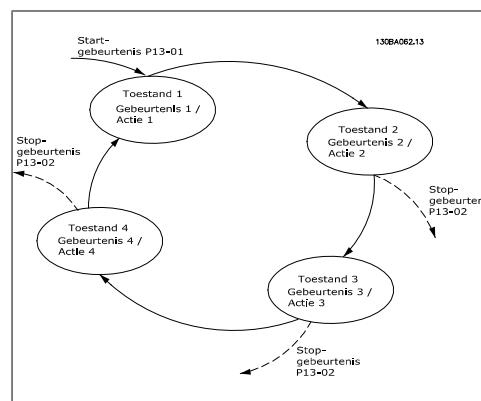 Start-
gebeurtenis P13-01
130BA062.13
Toestand 1
Gebeurtenis 1 /
Actie 1
Toestand 2
Gebeurtenis 2 /
Actie 2
Stop-
gebeurtenis
P13-02
Stop-
gebeurten
P13-02
Toestand 4
Gebeurtenis 4 /
Actie 4
Toestand 3
Gebeurtenis 3 /
Actie 3
Stop-
gebeurtenis
P13-02